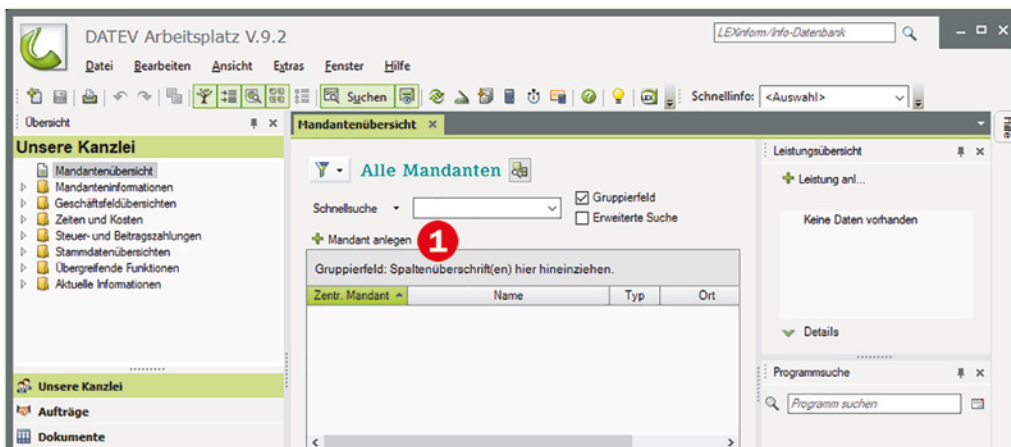 DATEV Arbeitsplatz V.9.2
LEXinform/Info-Datenbank
Datei Bearbeiten Ansicht Extras Fenster Hilfe
Suchen
Schnellinfo: <Auswahl>
Übersicht
Unsere Kanzlei
Mandantenübersicht
Mandanteninformationen
Geschäftsfeldübersichten
Zeiten und Kosten
Steuer- und Beitragszahlungen
Stammdatenübersichten
Übergreifende Funktionen
Aktuelle Informationen
Unsere Kanzlei
Aufträge
Dokumente
Mandantenübersicht
Alle Mandanten
Schnellsuche
Gruppierfeld
Erweiterte Suche
Mandant anlegen
1
Gruppierfeld: Spaltenüberschrift(en) hier hineinziehen.
Zentr. Mandant Name Typ Ort
Leistungsübersicht
Leistung anl...
Keine Daten vorhanden
Details
Programmsuche
Programm suchen
Hilfe